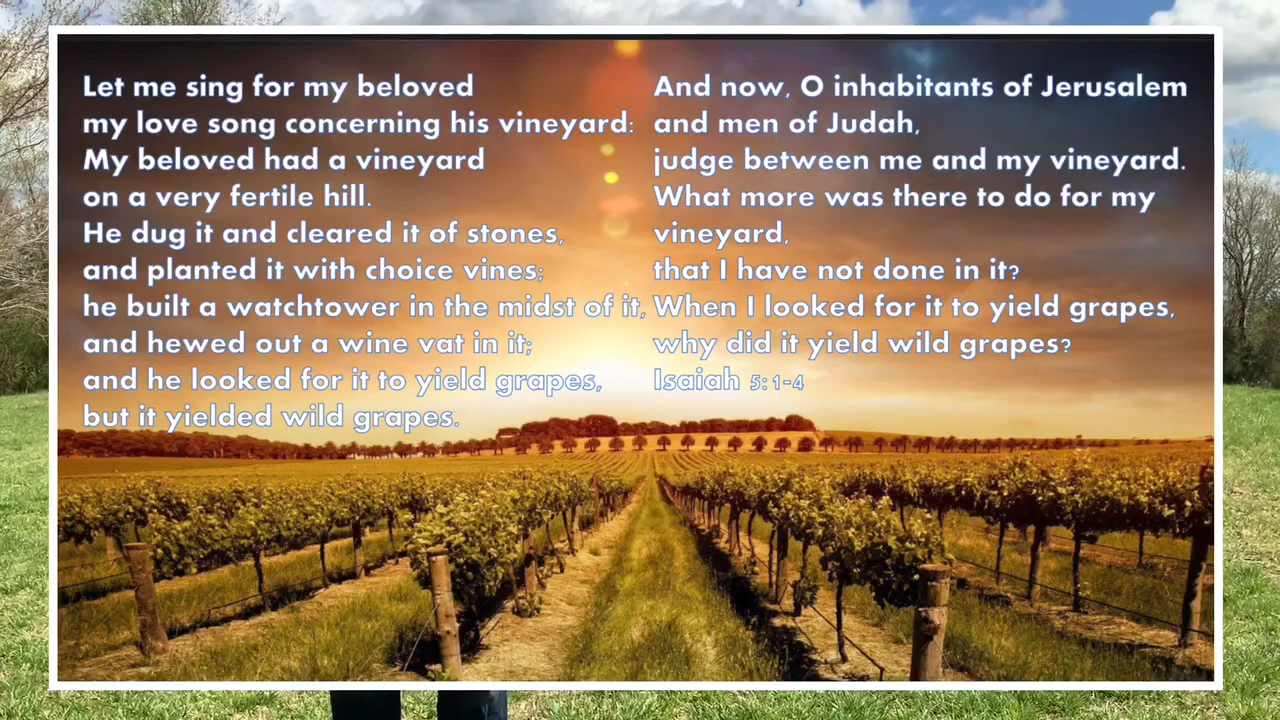 Let me sing for my beloved
my love song concerning his vineyard:
My beloved had a vineyard
on a very fertile hill.
He dug it and cleared it of stones,
and planted it with choice vines;
he built a watchtower in the midst of it,
and hewed out a wine vat in it;
and he looked for it to yield grapes,
but it yielded wild grapes.
And now, O inhabitants of Jerusalem
and men of Judah,
judge between me and my vineyard.
What more was there to do for my
vineyard,
that I have not done in it?
When I looked for it to yield grapes,
why did it yield wild grapes?
Isaiah 5:1-4